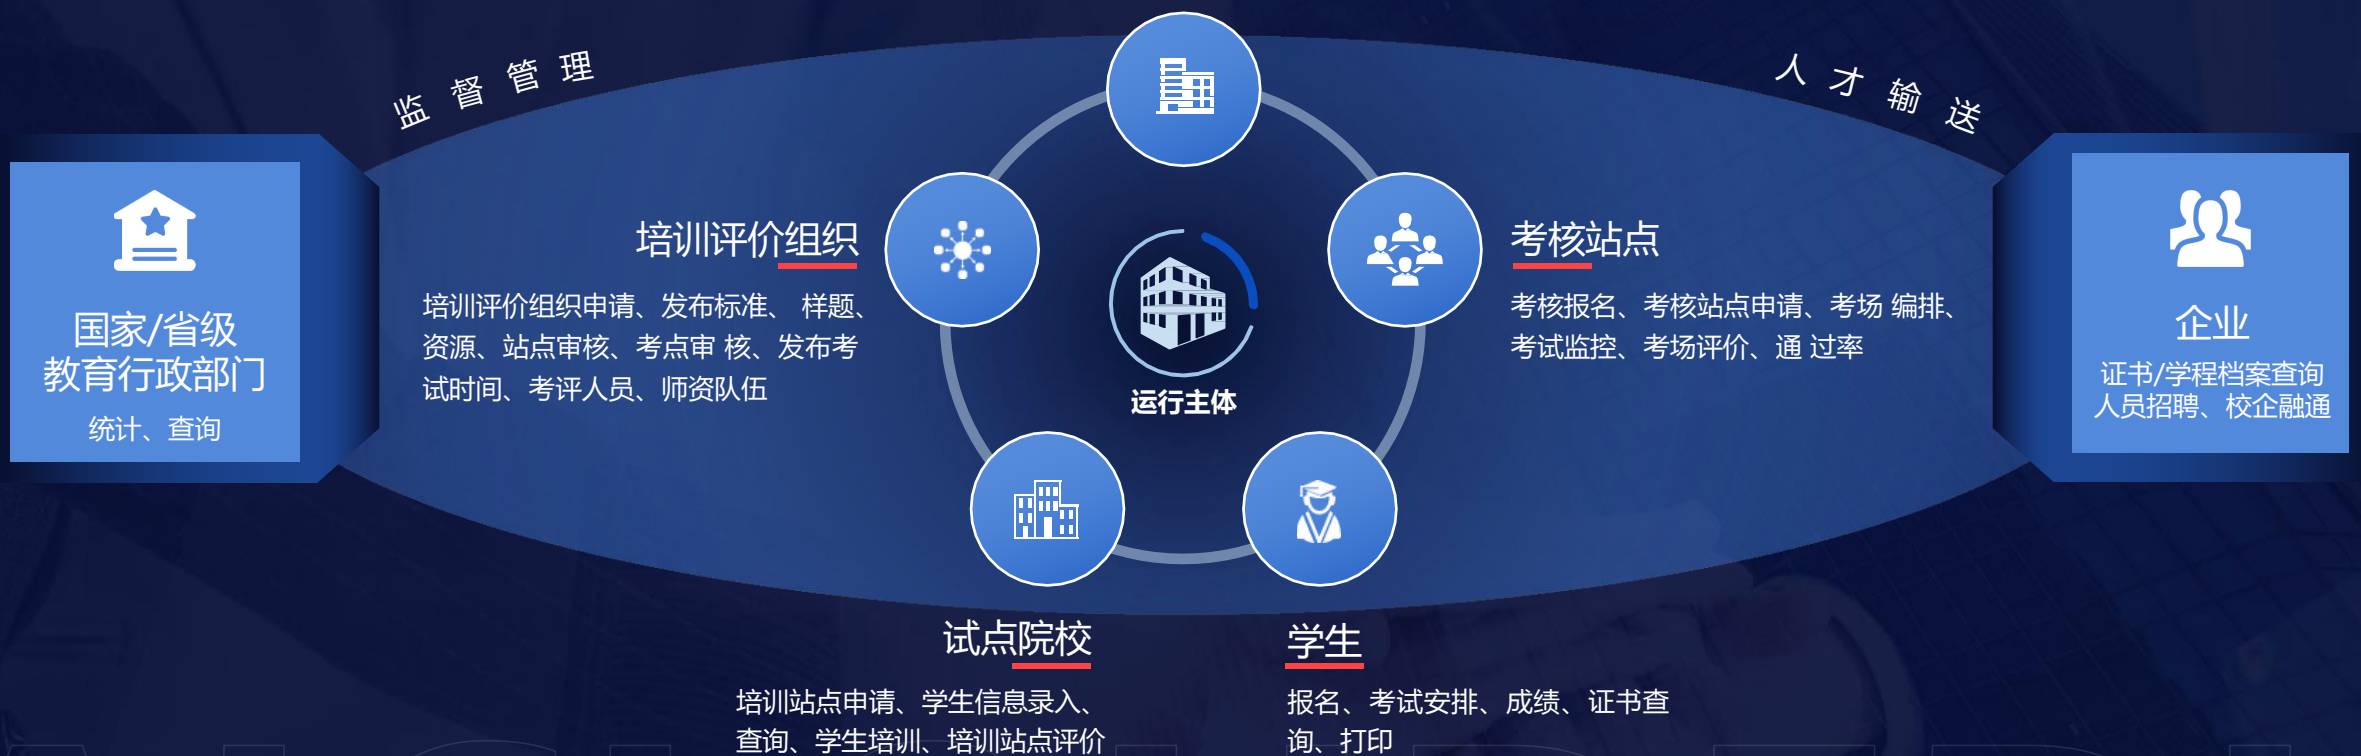 监督管理
人才输送
国家/省级
教育行政部门
统计、查询
培训评价组织
培训评价组织申请、发布标准、 样题、
资源、站点审核、考点审 核、发布考
试时间、考评人员、师资队伍
运行主体
考核站点
考核报名、考核站点申请、考场 编排、
考试监控、考场评价、通 过率
企业
证书/学程档案查询
人员招聘、校企融通
试点院校
培训站点申请、学生信息录入、
查询、学生培训、培训站点评价
学生
报名、考试安排、成绩、证书查
询、打印